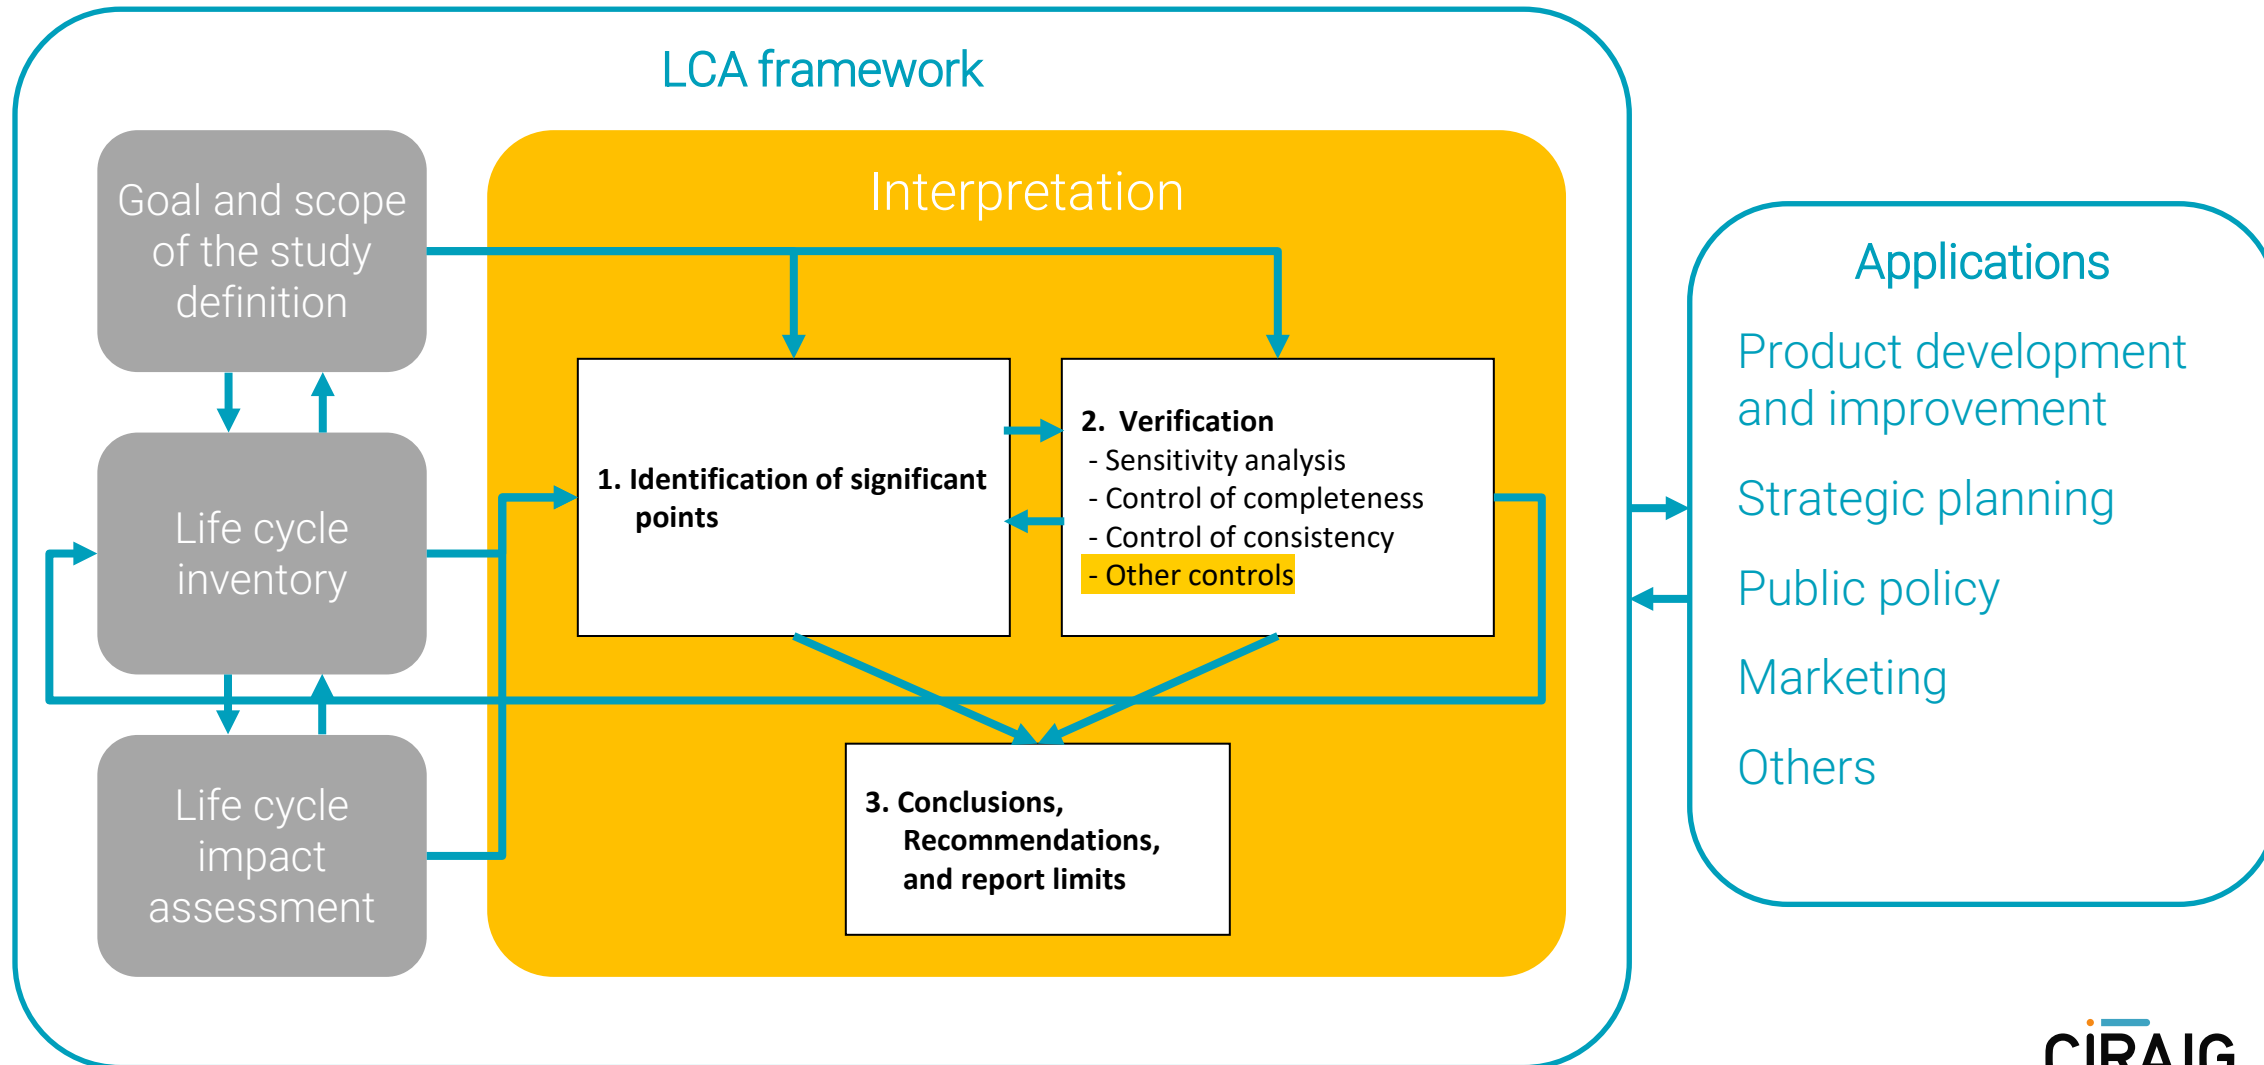 LCA framework
Goal and scope
of the study
definition
Life cycle
inventory
Life cycle
impact
assessment
Interpretation
1. Identification of significant
points
2. Verification
- Sensitivity analysis
- Control of completeness
- Control of consistency
- Other controls
3. Conclusions,
Recommendations,
and report limits
Applications
Product development
and improvement
Strategic planning
Public policy
Marketing
Others
CIRAIG